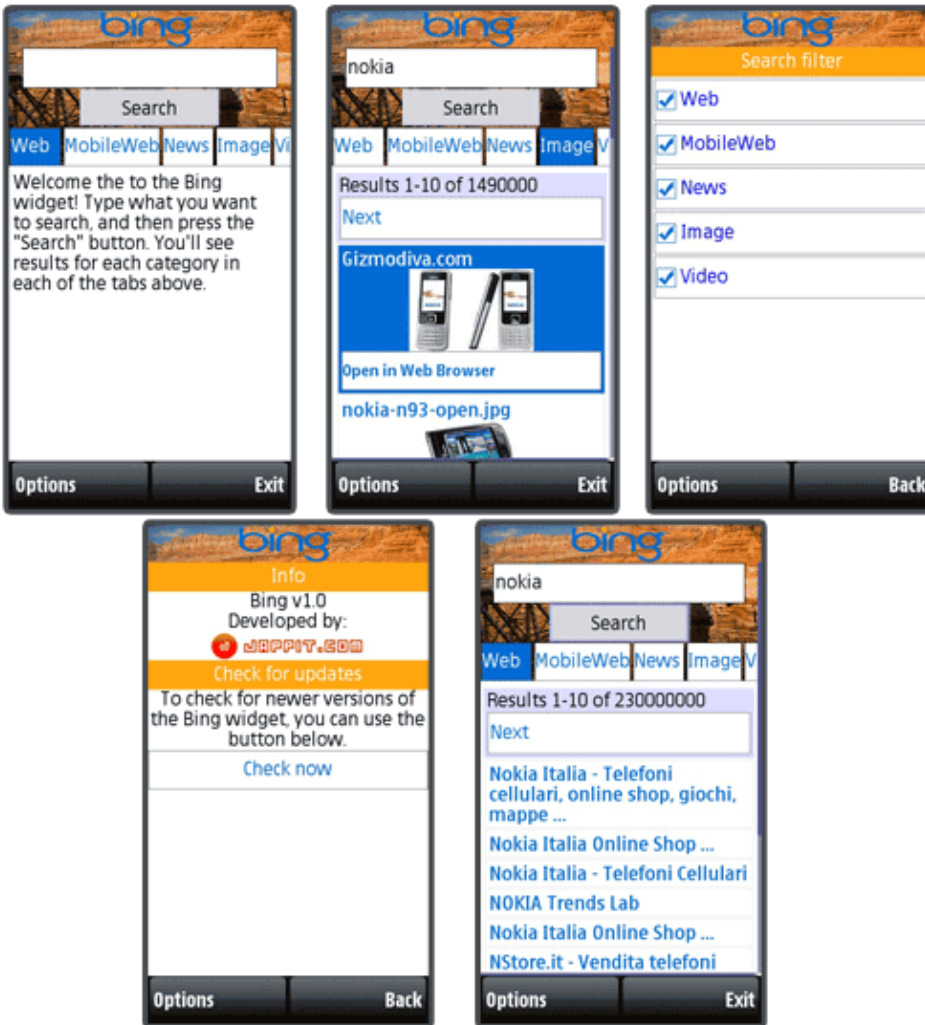 bing
Search
Web MobileWeb News Image Vi
Welcome the to the Bing
widget! Type what you want
to search, and then press the
"Search" button. You'll see
results for each category in
each of the tabs above.
Options Exit
bing
nokia
Search
Web MobileWeb News Image V
Results 1-10 of 1490000
Next
Gizmodiva.com
Open in Web Browser
nokia-n93-open.jpg
Options Exit
bing
Search filter
Web
MobileWeb
News
Image
Video
Options Back
bing
Info
Bing v1.0
Developed by:
JAPPIT.COM
Check for updates
To check for newer versions of
the Bing widget, you can use the
button below.
Check now
Options Back
bing
nokia
Search
Web MobileWeb News Image V
Results 1-10 of 230000000
Next
Nokia Italia - Telefoni
cellulari, online shop, giochi,
mappe ...
Nokia Italia Online Shop ...
Nokia Italia - Telefoni Cellulari
NOKIA Trends Lab
Nokia Italia Online Shop ...
NStore.it - Vendita telefoni
Options Exit